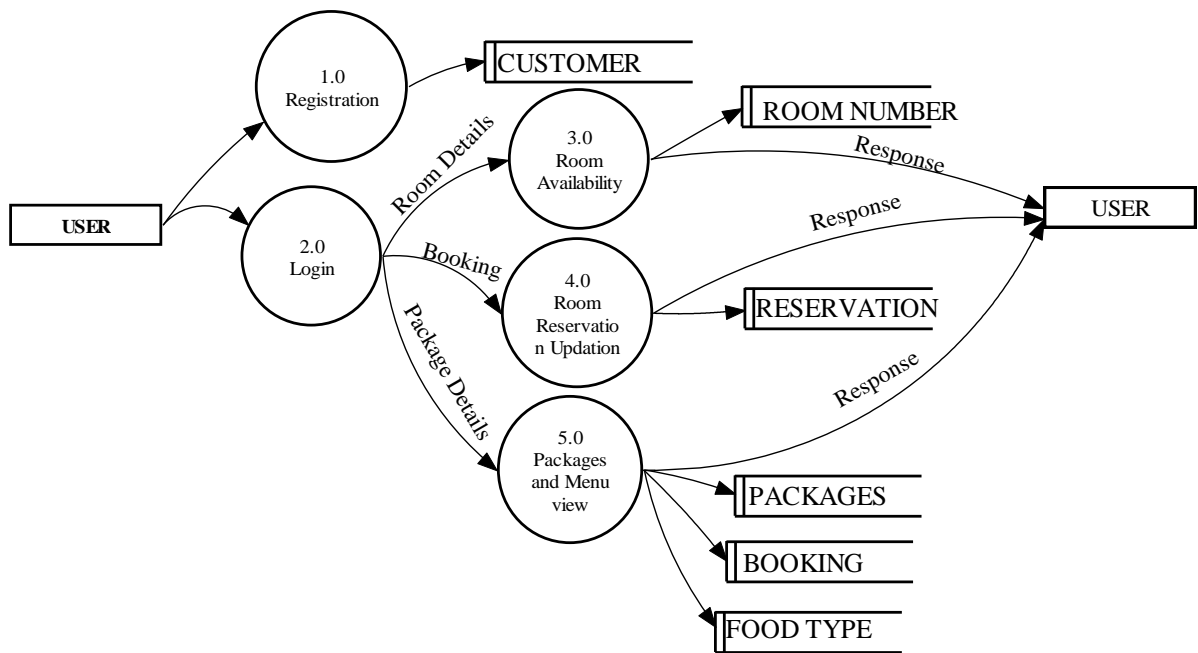 1.0
Registration
CUSTOMER
ROOM NUMBER
3.0
Room
Availability
Room Details
Response
USER
USER
2.0
Login
Booking
Response
4.0
Room
Reservatio
n Updation
RESERVATION
Package Details
Response
5.0
Packages
and Menu
view
PACKAGES
BOOKING
FOOD TYPE